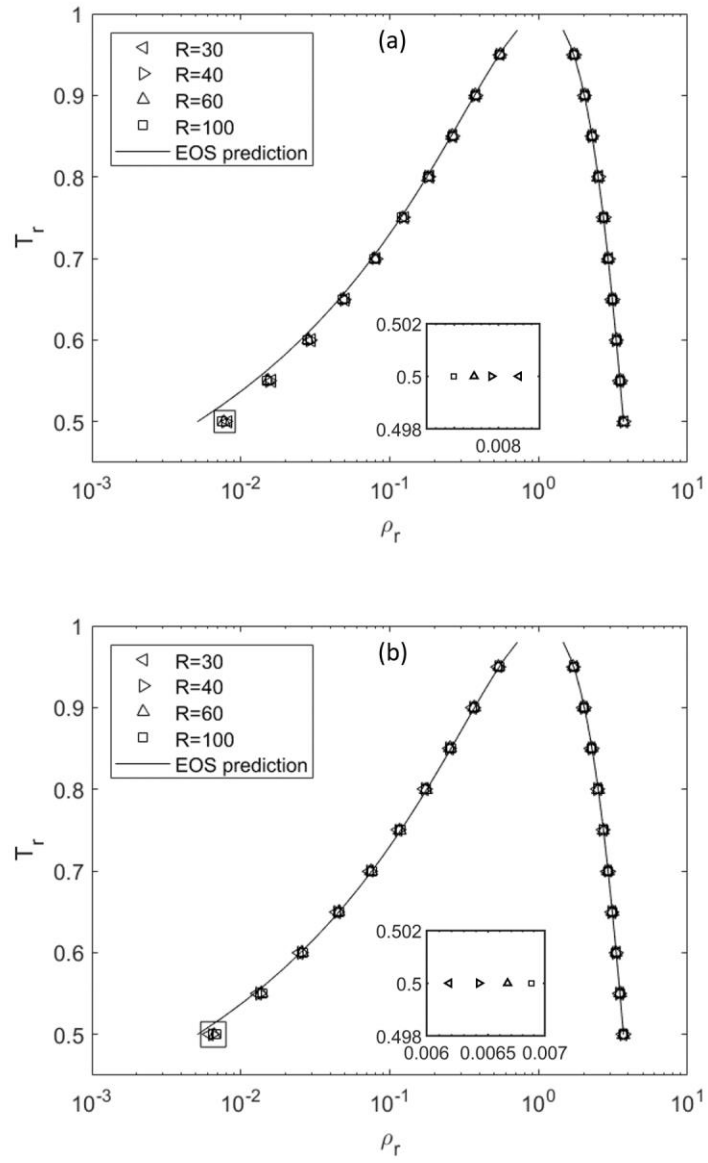 (a)
R=30
R=40
R=60
R=100
EOS prediction
1
0.9
0.8
0.7
0.6
0.5
T_r
0.502
0.5
0.498
0.008
10^-3
10^-2
10^-1
10^0
10^1
ρ_r
(b)
R=30
R=40
R=60
R=100
EOS prediction
1
0.9
0.8
0.7
0.6
0.5
T_r
0.502
0.5
0.498
0.006
0.0065
0.007
10^-3
10^-2
10^-1
10^0
10^1
ρ_r